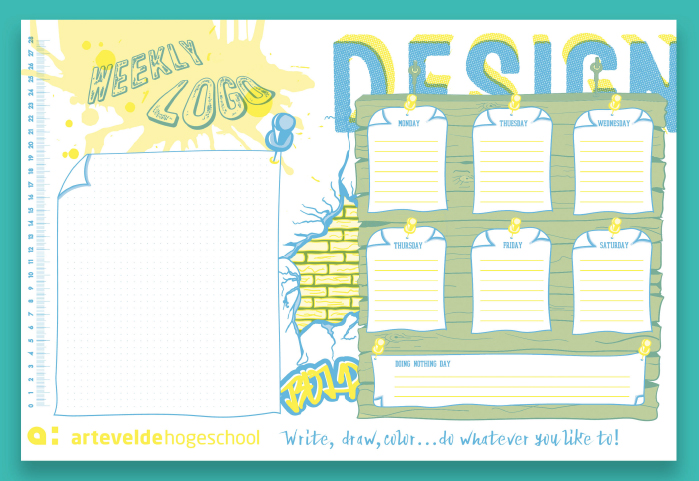 WEEKLY
LOGO
DESIGN
MONDAY
THURSDAY
WEDNESDAY
THURSDAY
FRIDAY
SATURDAY
DOING NOTHING DAY
BOLD
0 1 2 3 4 5 6 7 8 9 10 11 12 13 14 15 16 17 18 19 20 21 22 23 24 25 26 27 28
a: arteveldehogeschool
Write, draw, color...do whatever you like to!